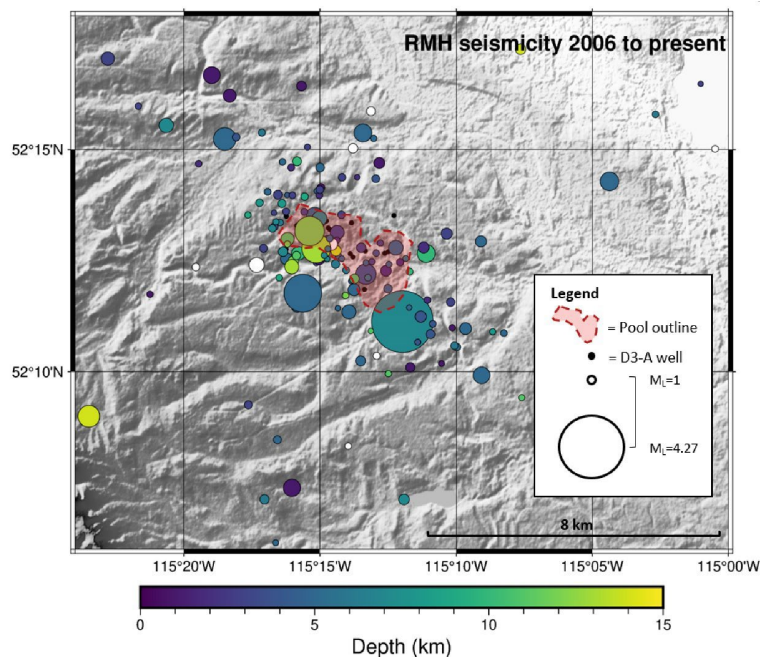 RMH seismicity 2006 to present
52°15'N
52°10'N
Legend
= Pool outline
= D3-A well
ML=1
ML=4.27
8 km
115°20'W
115°15'W
115°10'W
115°05'W
115°00'W
0
5
10
15
Depth (km)